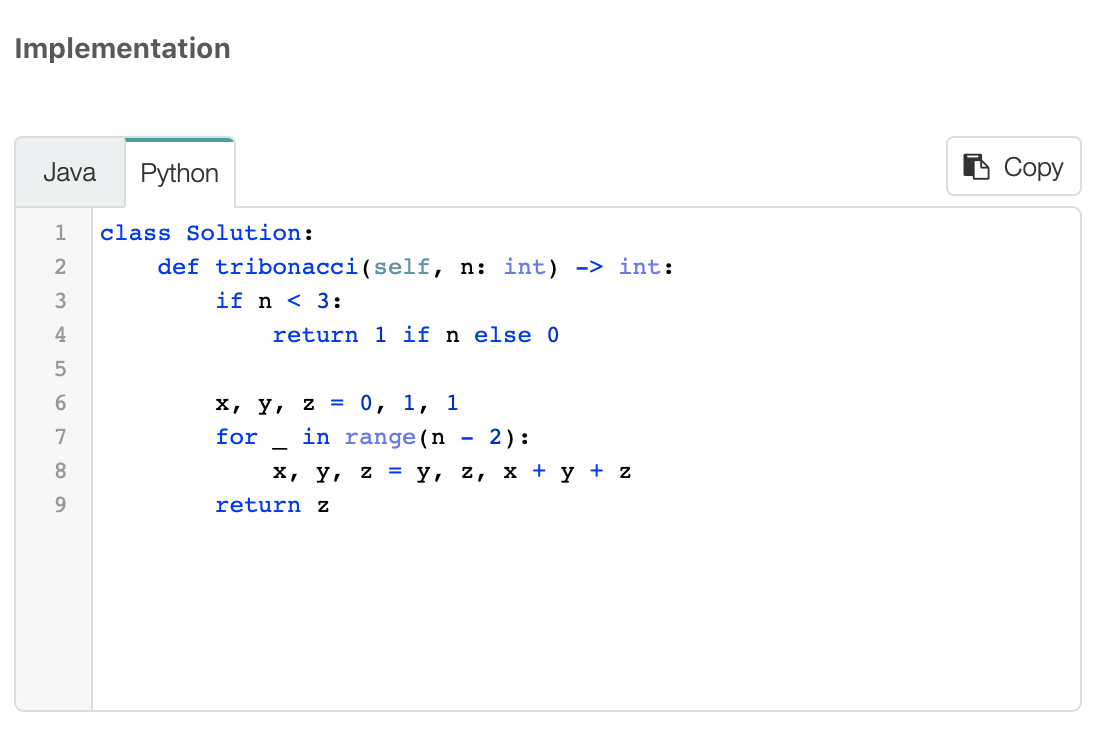 Implementation
Java Python Copy
1 class Solution:
2     def tribonacci(self, n: int) -> int:
3         if n < 3:
4             return 1 if n else 0
5
6         x, y, z = 0, 1, 1
7         for _ in range(n - 2):
8             x, y, z = y, z, x + y + z
9         return z